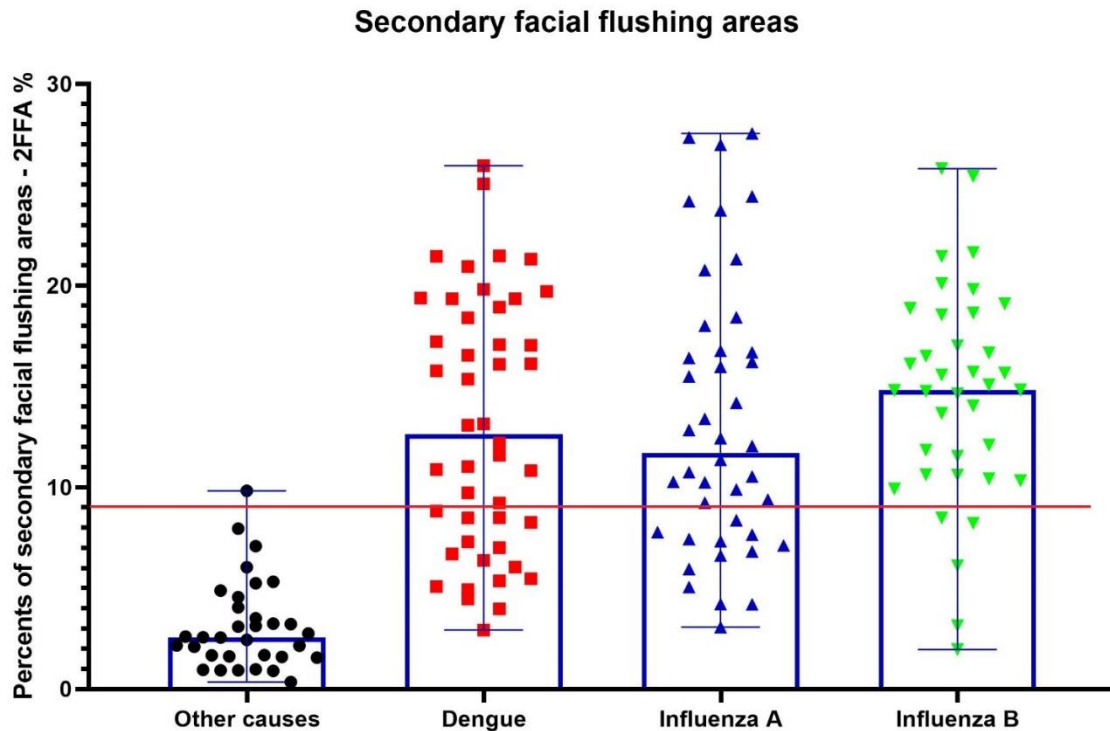 Secondary facial flushing areas
Percents of secondary facial flushing areas - 2FFA %
30
20
10
0
Other causes
Dengue
Influenza A
Influenza B